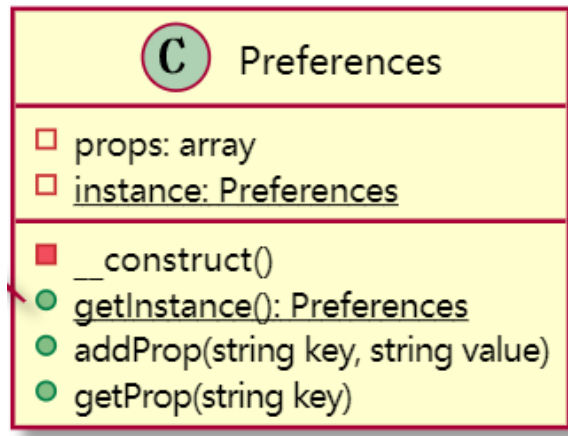 C Preferences
props: array
instance: Preferences
__construct()
getInstance(): Preferences
addProp(string key, string value)
getProp(string key)